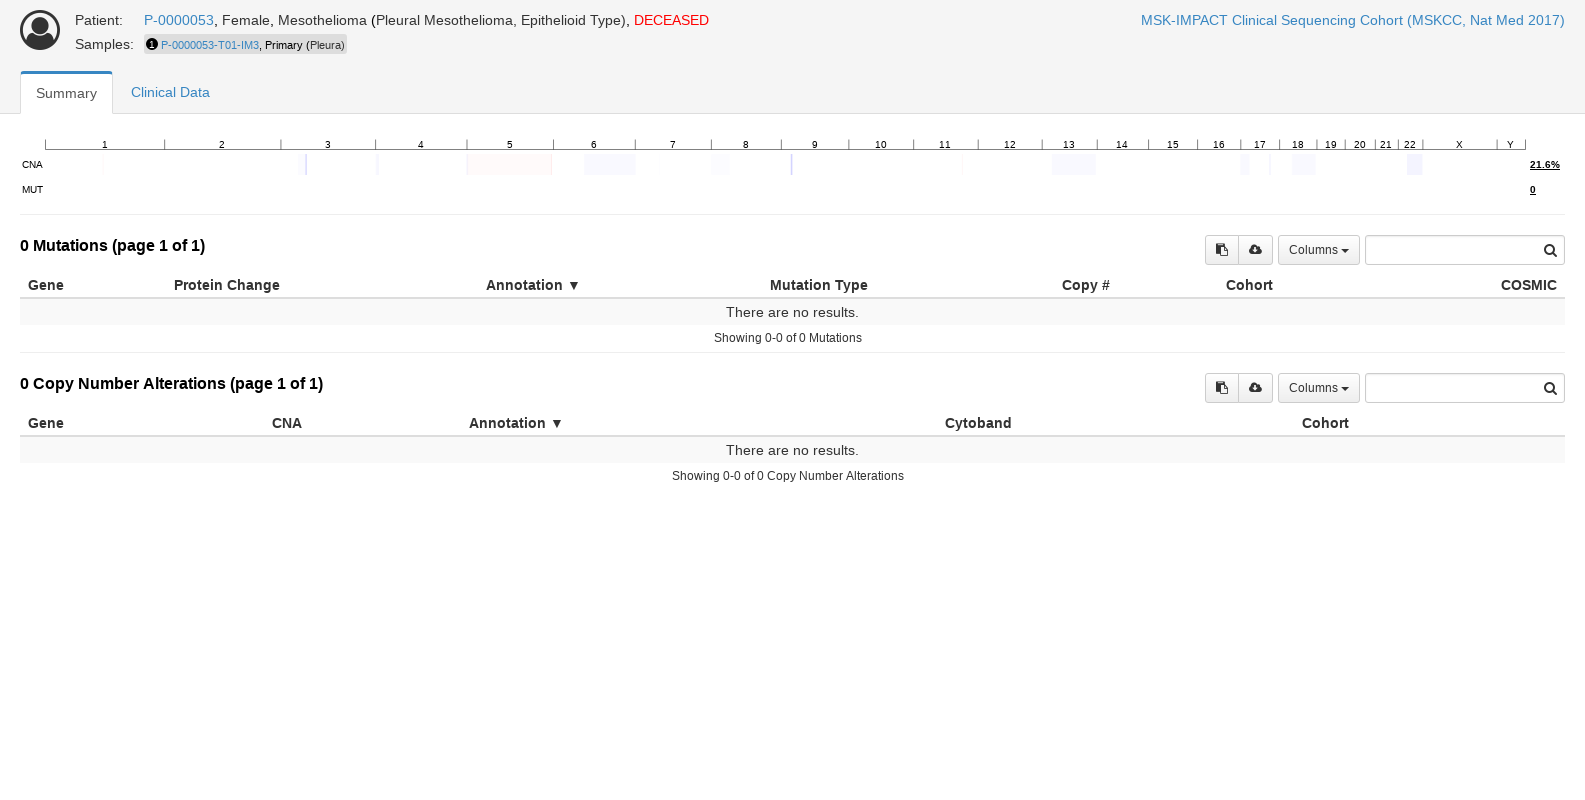 Patient: P-0000053, Female, Mesothelioma (Pleural Mesothelioma, Epithelioid Type), DECEASED
MSK-IMPACT Clinical Sequencing Cohort (MSKCC, Nat Med 2017)
Samples: 1 P-0000053-T01-IM3, Primary (Pleura)
Summary Clinical Data
1 2 3 4 5 6 7 8 9 10 11 12 13 14 15 16 17 18 19 20 21 22 X Y
CNA 21.6%
MUT 0
0 Mutations (page 1 of 1)
Columns
Gene Protein Change Annotation ▼ Mutation Type Copy # Cohort COSMIC
There are no results.
Showing 0-0 of 0 Mutations
0 Copy Number Alterations (page 1 of 1)
Columns
Gene CNA Annotation ▼ Cytoband Cohort
There are no results.
Showing 0-0 of 0 Copy Number Alterations